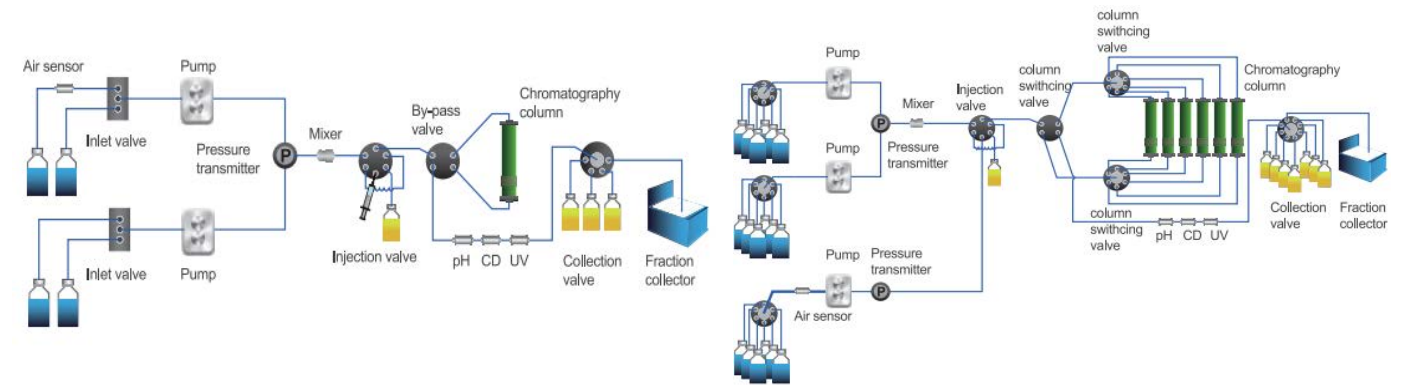 Air sensor
Pump
Inlet valve
Pressure
transmitter
P
Mixer
By-pass
valve
Chromatography
column
Injection valve
pH
CD
UV
Collection
valve
Fraction
collector
Inlet valve
Pump
Pump
Pump
P
Pressure
transmitter
Mixer
Injection
valve
column
swithcing
valve
column
swithcing
valve
Chromatography
column
column
swithcing
valve
pH
CD
UV
Collection
valve
Fraction
collector
Pump
Air sensor
Pressure
transmitter
P